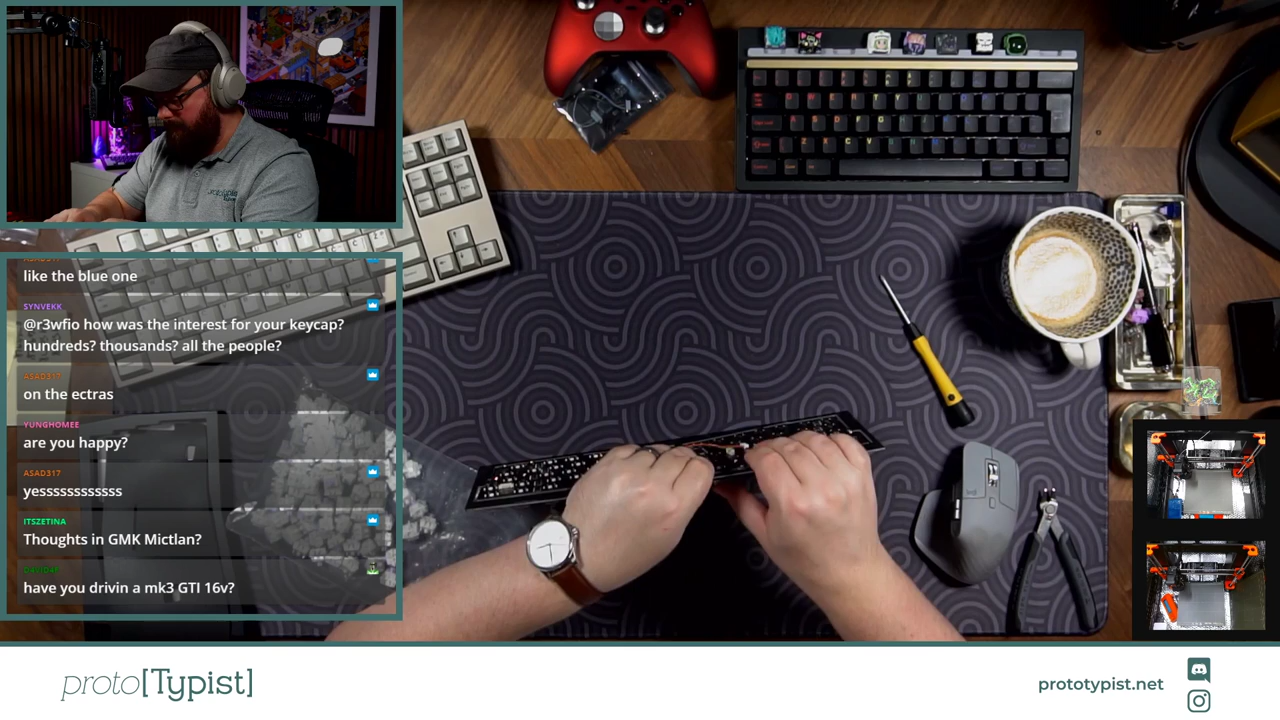 like the blue one
SYNVEKK
@r3wfio how was the interest for your keycap?
hundreds? thousands? all the people?
ASAD317
on the ectras
YUNGHOMEE
are you happy?
ASAD317
yessssssssssss
ITSZETINA
Thoughts in GMK Mictlan?
have you drivin a mk3 GTI 16v?
proto[Typist]
prototypist.net